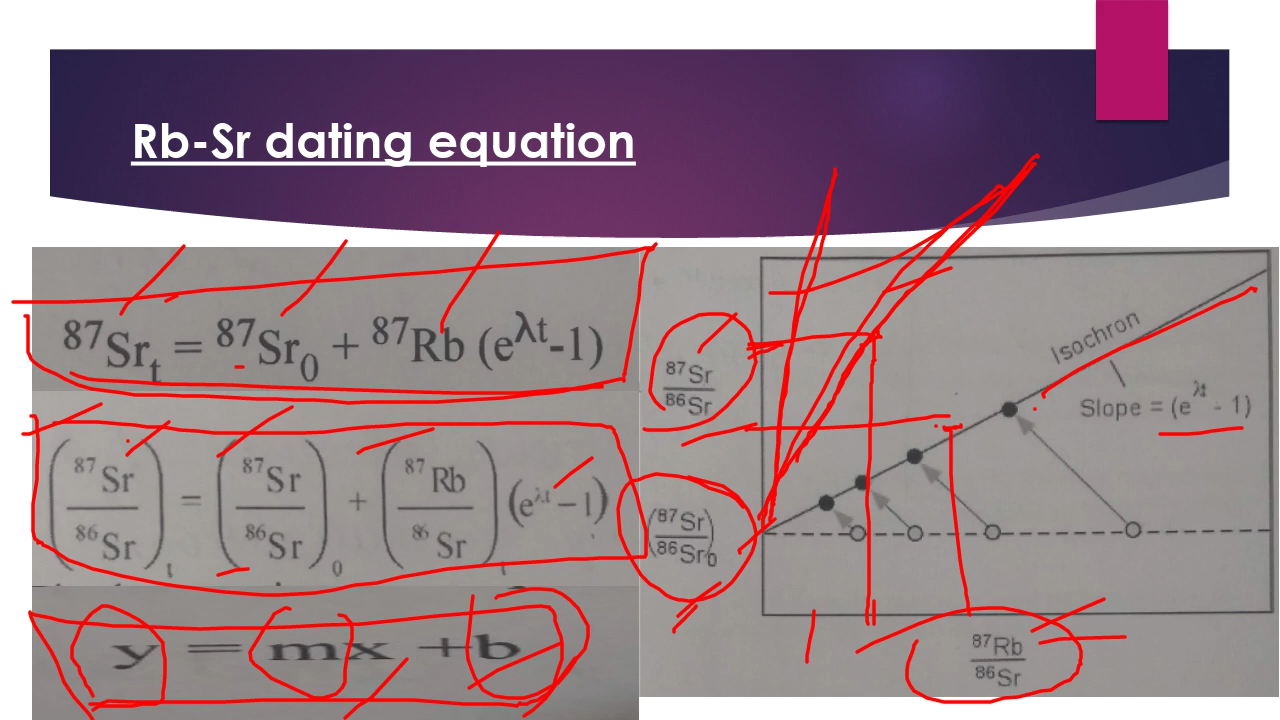 Rb-Sr dating equation
⁸⁷Srₜ = ⁸⁷Sr₀ + ⁸⁷Rb (e^λt-1)
(⁸⁷Sr/⁸⁶Sr)ₜ = (⁸⁷Sr/⁸⁶Sr)₀ + (⁸⁷Rb/⁸⁶Sr)ₜ (e^λt – 1)
y = mx + b
⁸⁷Sr/⁸⁶Sr
(⁸⁷Sr/⁸⁶Sr)₀
Isochron
Slope = (e^λt - 1)
⁸⁷Rb/⁸⁶Sr